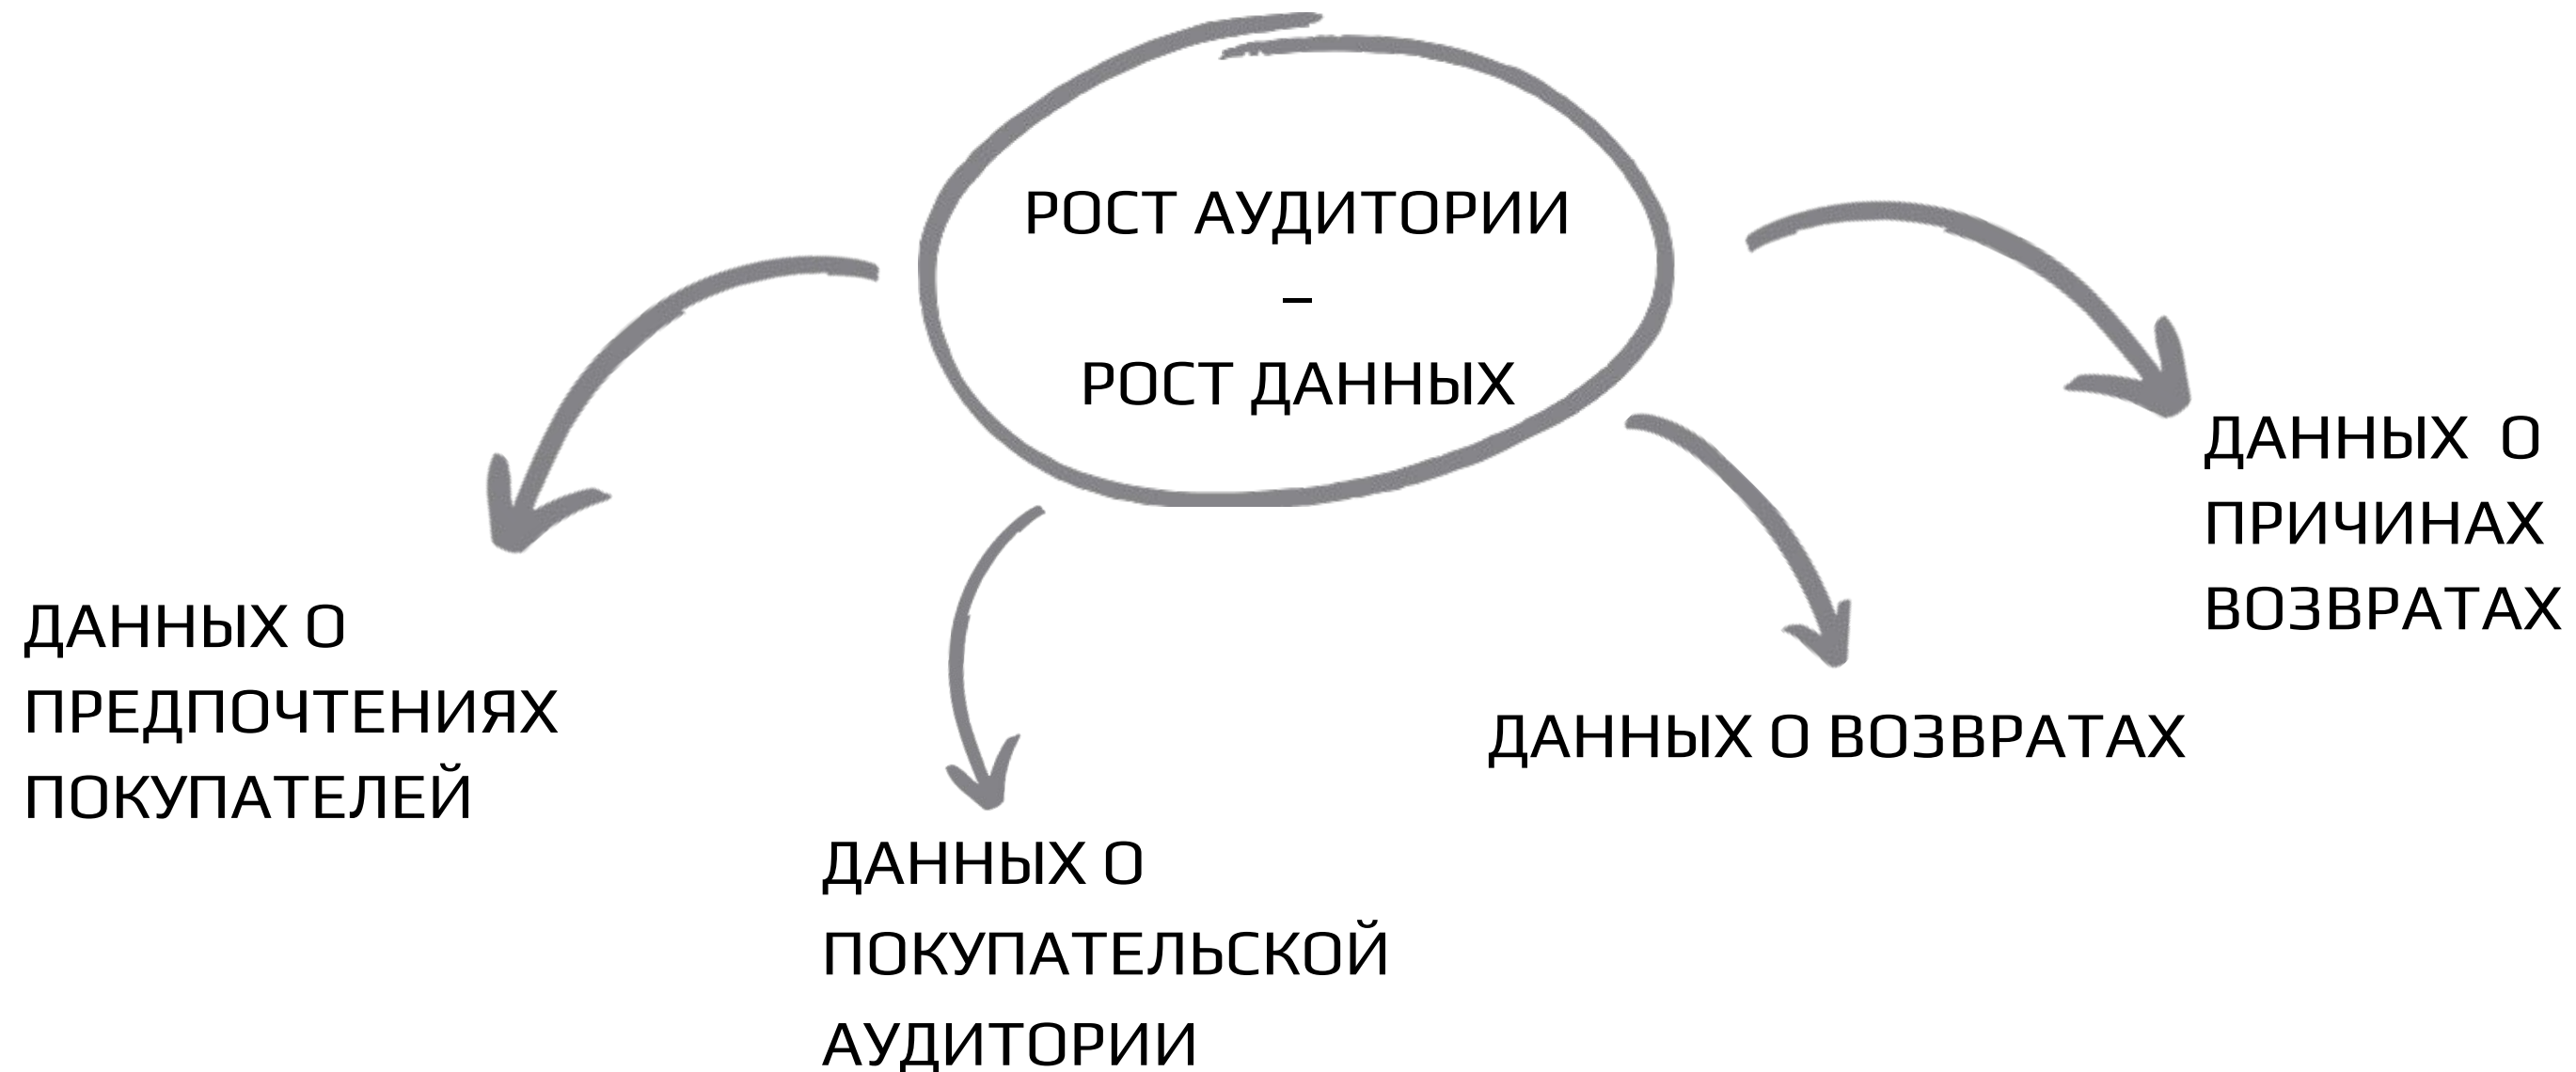 РОСТ АУДИТОРИИ
–
РОСТ ДАННЫХ
ДАННЫХ О
ПРЕДПОЧТЕНИЯХ
ПОКУПАТЕЛЕЙ
ДАННЫХ О
ПОКУПАТЕЛЬСКОЙ
АУДИТОРИИ
ДАННЫХ О ВОЗВРАТАХ
ДАННЫХ О
ПРИЧИНАХ
ВОЗВРАТАХ